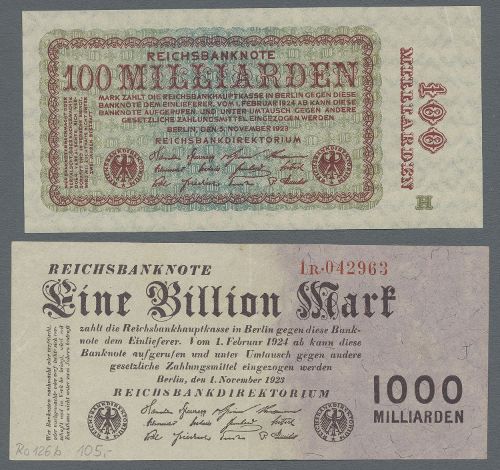 REICHSBANKNOTE
100 MILLIARDEN
MARK ZAHLT DIE REICHSBANKHAUPTKASSE IN BERLIN GEGEN DIESE
BANKNOTE DEM EINLIEFERER. VOM 1. FEBRUAR 1924 AB KANN DIESE
BANKNOTE AUFGERUFEN UND UNTER UMTAUSCH GEGEN ANDERE
GESETZLICHE ZAHLUNGSMITTEL EINGEZOGEN WERDEN
BERLIN, DEN 5. NOVEMBER 1923
REICHSBANKDIREKTORIUM
100
MILLIARDEN
H
REICHSBANKNOTE
1R·042963
Eine Billion Mark
zahlt die Reichsbankhauptkasse in Berlin gegen diese Bank-
note dem Einlieferer. Vom 1. Februar 1924 ab kann diese
Banknote aufgerufen und unter Umtausch gegen andere
gesetzliche Zahlungsmittel eingezogen werden
Berlin, den 1. November 1923
REICHSBANKDIREKTORIUM
1000
MILLIARDEN
J
Ro 126b 105,-